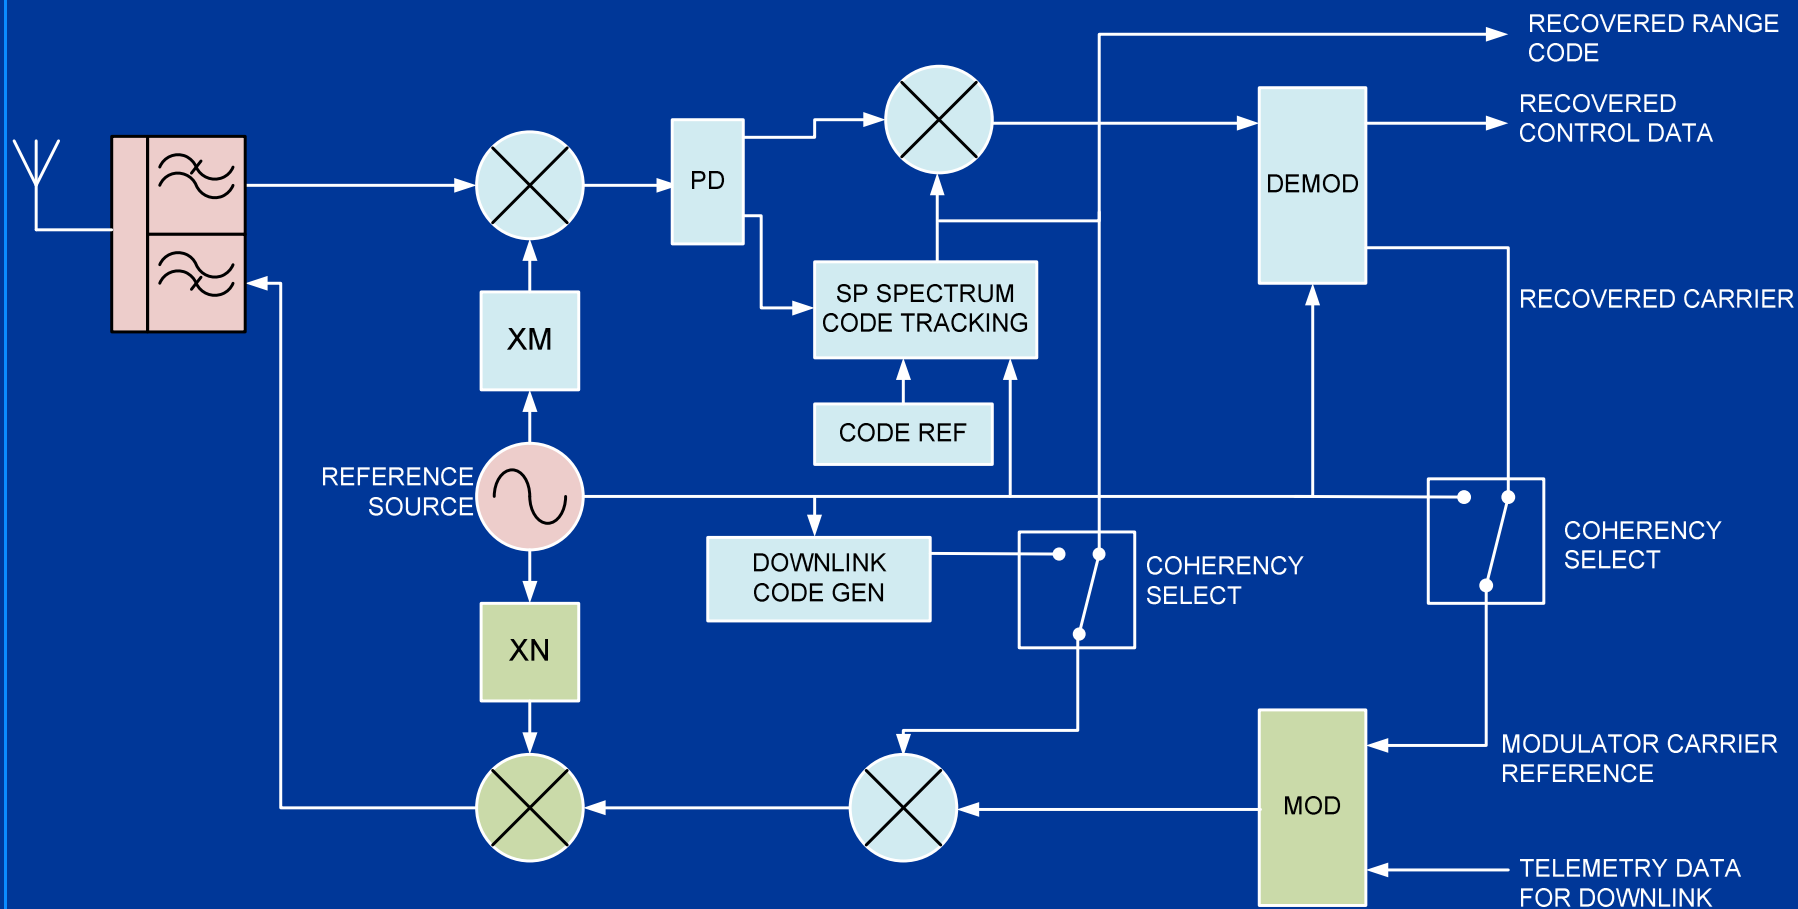 RECOVERED RANGE
CODE
RECOVERED
CONTROL DATA
PD
DEMOD
SP SPECTRUM
CODE TRACKING
RECOVERED CARRIER
XM
CODE REF
REFERENCE
SOURCE
COHERENCY
SELECT
DOWNLINK
CODE GEN
COHERENCY
SELECT
XN
MODULATOR CARRIER
REFERENCE
MOD
TELEMETRY DATA
FOR DOWNLINK